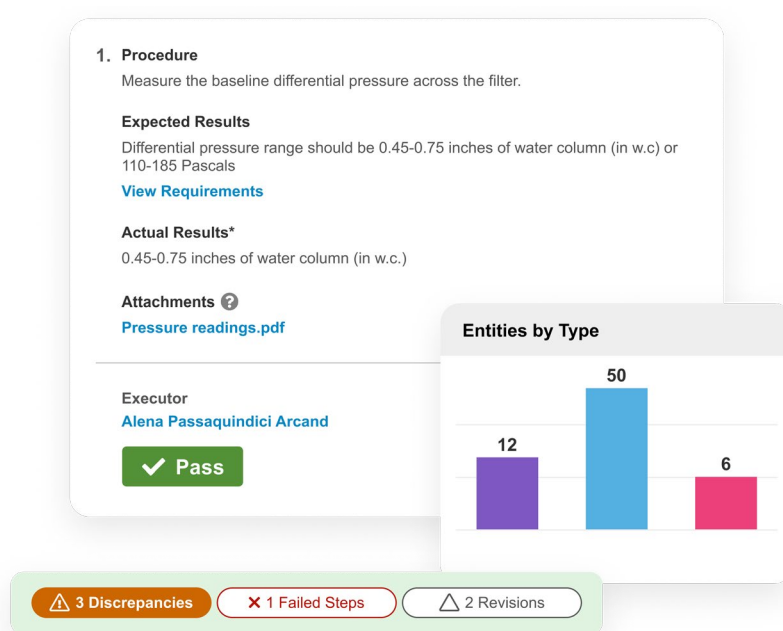 1. Procedure
Measure the baseline differential pressure across the filter.
Expected Results
Differential pressure range should be 0.45-0.75 inches of water column (in w.c) or
110-185 Pascals
View Requirements
Actual Results*
0.45-0.75 inches of water column (in w.c.)
Attachments ?
Pressure readings.pdf
Executor
Alena Passaquindici Arcand
Pass
Entities by Type
50
12
6
3 Discrepancies
1 Failed Steps
2 Revisions